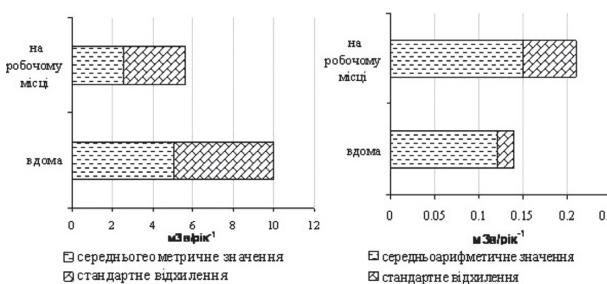 на
робочому
місці
вдома
0
2
4
6
8
10
12
мЗв/рік⁻¹
середньгеометричне значення
стандартне відхилення
на
робочому
місці
вдома
0
0.05
0.1
0.15
0.2
мЗв/рік⁻¹
середньоарифметичне значення
стандартне відхилення